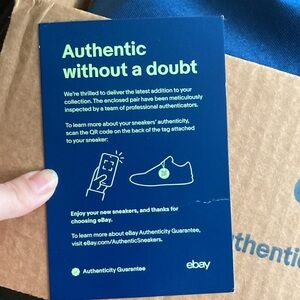 Authentic
without a doubt
We're thrilled to deliver the latest addition to your
collection. The enclosed pair have been meticulously
inspected by a team of professional authenticators.
To learn more about your sneakers' authenticity,
scan the QR code on the back of the tag attached
to your sneaker:
Enjoy your new sneakers, and thanks for
choosing eBay.
To learn more about eBay Authenticity Guarantee,
visit eBay.com/AuthenticSneakers.
Authenticity Guarantee
ebay
thentic